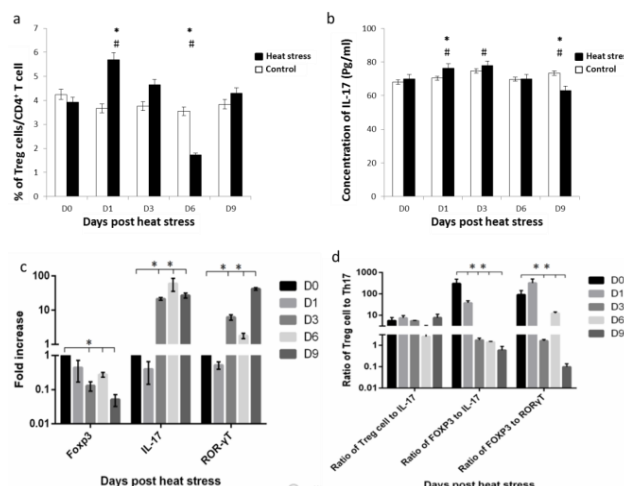 a
% of Treg cells/CD4⁺ T cell
7
6
5
4
3
2
1
0
*
#
*
#
Heat stress
Control
D0 D1 D3 D6 D9
Days post heat stress
b
Concentration of IL-17 (Pg/ml)
100
80
60
40
20
0
*
#
#
*
#
Heat stress
Control
D0 D1 D3 D6 D9
Days post heat stress
c
Fold increase
100
10
1
0.1
0.01
*
* *
* *
D0
D1
D3
D6
D9
Foxp3 IL-17 ROR-γT
Days post heat stress
d
Ratio of Treg cell to Th17
1000
100
10
1
0.1
0.01
* *
* *
D0
D1
D3
D6
D9
Ratio of Treg cell to IL-17
Ratio of FOXP3 to IL-17
Ratio of FOXP3 to RORγT
Days post heat stress